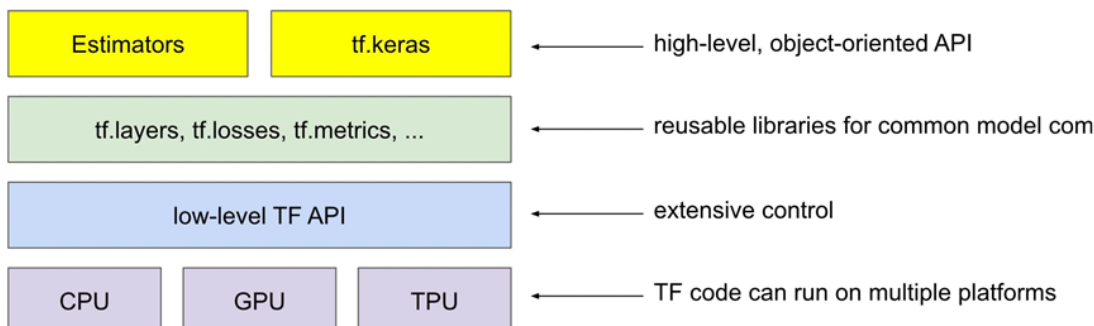 Estimators
tf.keras
high-level, object-oriented API
tf.layers, tf.losses, tf.metrics, ...
reusable libraries for common model com
low-level TF API
extensive control
CPU
GPU
TPU
TF code can run on multiple platforms